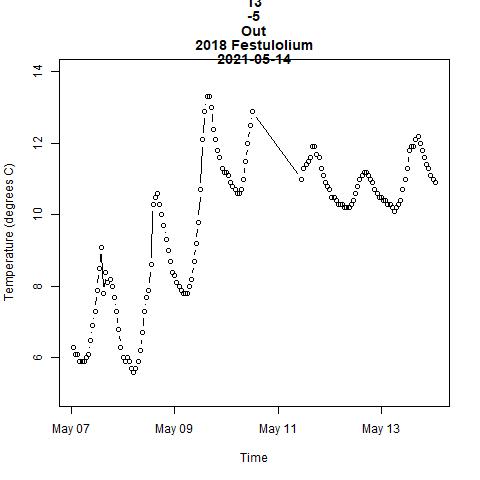 13
-5
Out
2018 Festulolium
2021-05-14
Temperature (degrees C)
14
12
10
8
6
May 07
May 09
May 11
May 13
Time